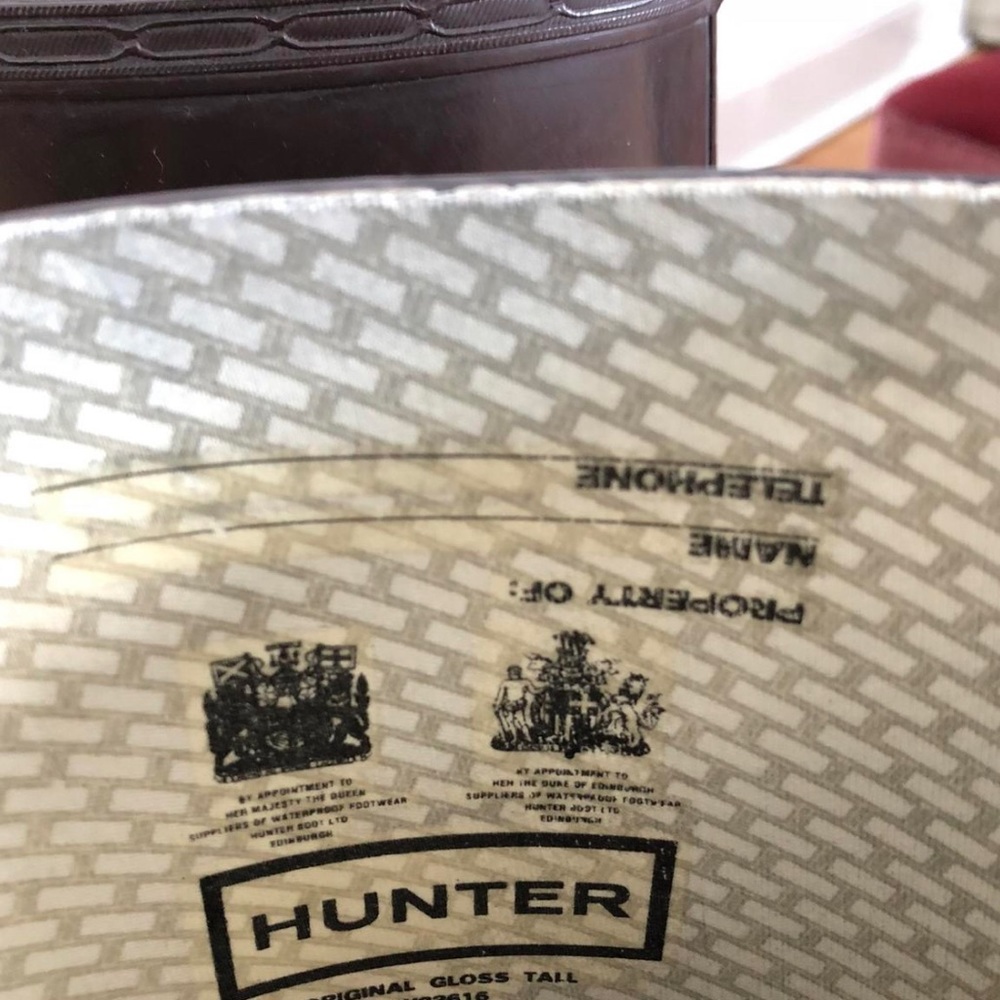 TELEPHONE
NAME
PROPERTY OF:
BY APPOINTMENT TO
HER MAJESTY THE QUEEN
SUPPLIERS OF WATERPROOF FOOTWEAR
HUNTER BOOT LTD
EDINBURGH
BY APPOINTMENT TO
HRH THE DUKE OF EDINBURGH
SUPPLIERS OF WATERPROOF FOOTWEAR
HUNTER BOOT LTD
EDINBURGH
HUNTER
ORIGINAL GLOSS TALL